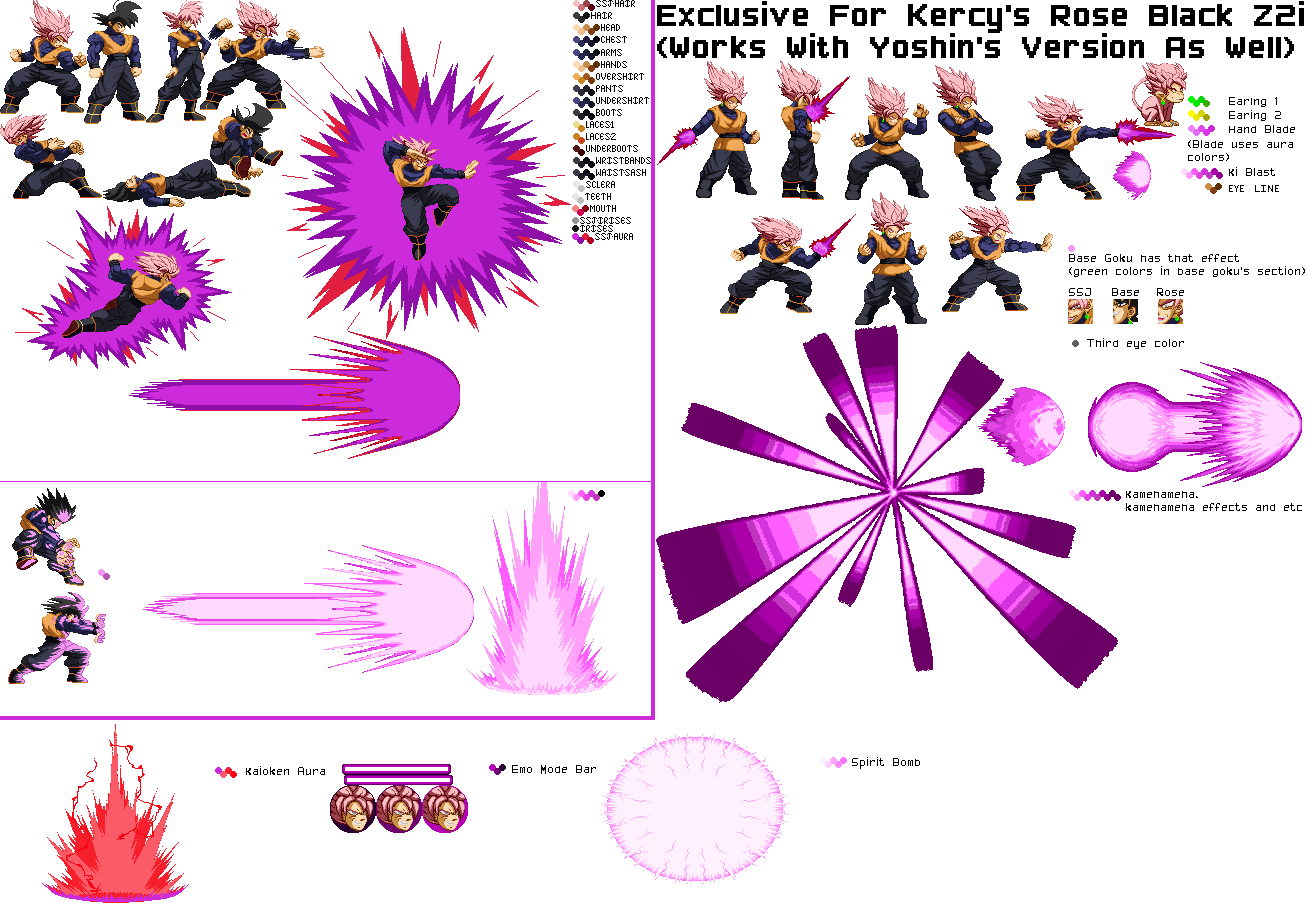 SSJ HAIR
HAIR
HEAD
CHEST
ARMS
HANDS
OVERSHIRT
PANTS
UNDERSHIRT
BOOTS
LACES1
LACES2
UNDERBOOTS
WRISTBANDS
WAISTSASH
SCLERA
TEETH
MOUTH
SSJIRISES
IRISES
SSJAURA
Exclusive For Kercy's Rose Black Z2i
(Works With Yoshin's Version As Well)
Earing 1
Earing 2
Hand Blade
(Blade uses aura
colors)
Ki Blast
EYE LINE
Base Goku has that effect
(green colors in base goku's section)
SSJ Base Rose
Third eye color
Kamehameha.
kamehameha effects and etc
Kaioken Aura
Emo Mode Bar
Spirit Bomb